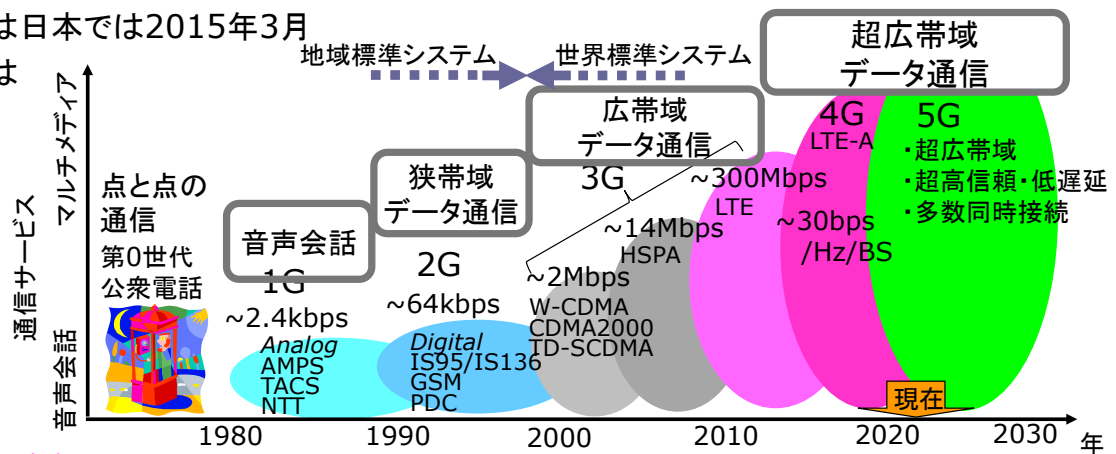 は日本では2015年3月
は
地域標準システム
世界標準システム
超広帯域
データ通信
広帯域
データ通信
狭帯域
データ通信
音声会話
点と点の
通信
第0世代
公衆電話
1G
~2.4kbps
Analog
AMPS
TACS
NTT
2G
~64kbps
Digital
IS95/IS136
GSM
PDC
3G
~2Mbps
W-CDMA
CDMA2000
TD-SCDMA
~14Mbps
HSPA
~300Mbps
LTE
4G
LTE-A
~30bps
/Hz/BS
5G
・超広帯域
・超高信頼・低遅延
・多数同時接続
現在
通信サービス
マルチメディア
音声会話
1980
1990
2000
2010
2020
2030
年